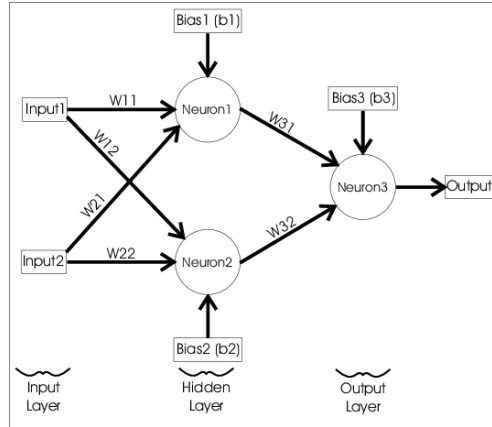 Bias1 (b1)
Input1
W11
Neuron1
W12
W31
Bias3 (b3)
Neuron3
Output
W21
Input2
W22
Neuron2
W32
Bias2 (b2)
Input
Layer
Hidden
Layer
Output
Layer